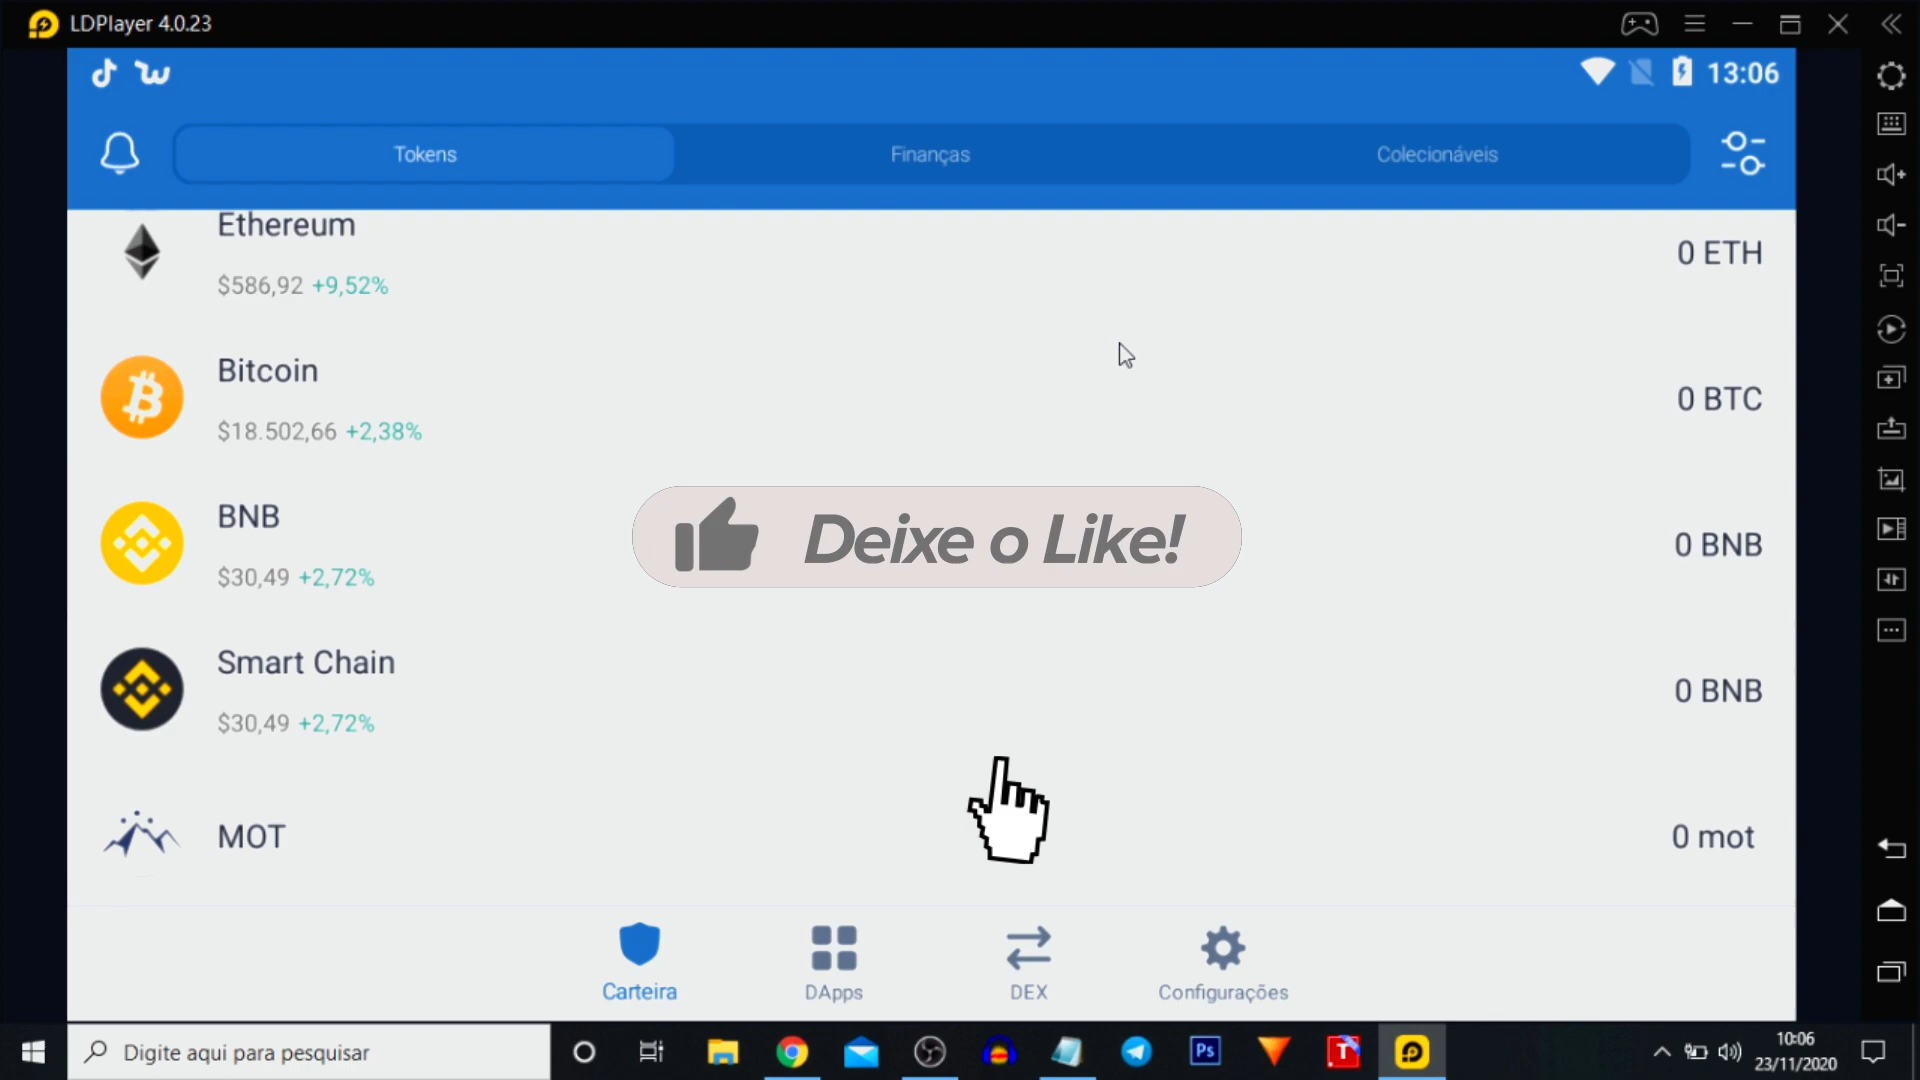 LDPlayer 4.0.23
13:06
Tokens
Finanças
Colecionáveis
Ethereum
$586,92 +9,52%
0 ETH
Bitcoin
$18.502,66 +2,38%
0 BTC
BNB
$30,49 +2,72%
0 BNB
Deixe o Like!
Smart Chain
$30,49 +2,72%
0 BNB
MOT
0 mot
Carteira
DApps
DEX
Configurações
Digite aqui para pesquisar
Ps
T
10:06
23/11/2020